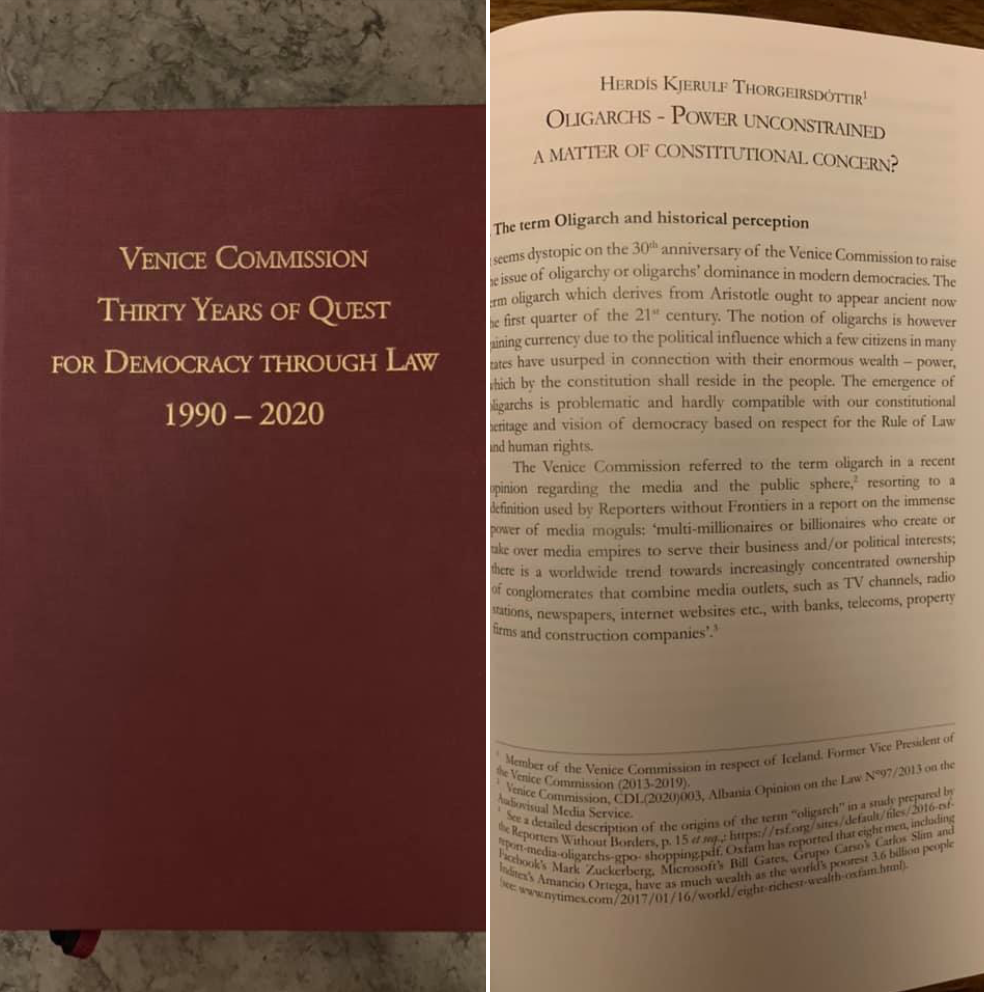 VENICE COMMISSION
THIRTY YEARS OF QUEST
FOR DEMOCRACY THROUGH LAW
1990 – 2020
HERDÍS KJERULF THORGEIRSDÓTTIR¹
OLIGARCHS - POWER UNCONSTRAINED
A MATTER OF CONSTITUTIONAL CONCERN?
The term Oligarch and historical perception
seems dystopic on the 30th anniversary of the Venice Commission to raise
he issue of oligarchy or oligarchs' dominance in modern democracies. The
erm oligarch which derives from Aristotle ought to appear ancient now
he first quarter of the 21st century. The notion of oligarchs is however
aining currency due to the political influence which a few citizens in many
tates have usurped in connection with their enormous wealth – power,
hich by the constitution shall reside in the people. The emergence of
ligarchs is problematic and hardly compatible with our constitutional
eritage and vision of democracy based on respect for the Rule of Law
nd human rights.
The Venice Commission referred to the term oligarch in a recent
opinion regarding the media and the public sphere,² resorting to a
definition used by Reporters without Frontiers in a report on the immense
power of media moguls: 'multi-millionaires or billionaires who create or
take over media empires to serve their business and/or political interests;
there is a worldwide trend towards increasingly concentrated ownership
of conglomerates that combine media outlets, such as TV channels, radio
stations, newspapers, internet websites etc., with banks, telecoms, property
firms and construction companies'.³
¹ Member of the Venice Commission in respect of Iceland. Former Vice President of
the Venice Commission (2013-2019).
² Venice Commission, CDL(2020)003, Albania Opinion on the Law N°97/2013 on the
Audiovisual Media Service.
³ See a detailed description of the origins of the term "oligarch" in a study prepared by
the Reporters Without Borders, p. 15 et seq.; https://rsf.org/sites/default/files/2016-rsf-
report-media-oligarchs-gpo- shopping.pdf. Oxfam has reported that eight men, including
Facebook's Mark Zuckerberg, Microsoft's Bill Gates, Grupo Carso's Carlos Slim and
Inditex's Amancio Ortega, have as much wealth as the world's poorest 3.6 billion people
(see: www.nytimes.com/2017/01/16/world/eight-richest-wealth-oxfam.html).